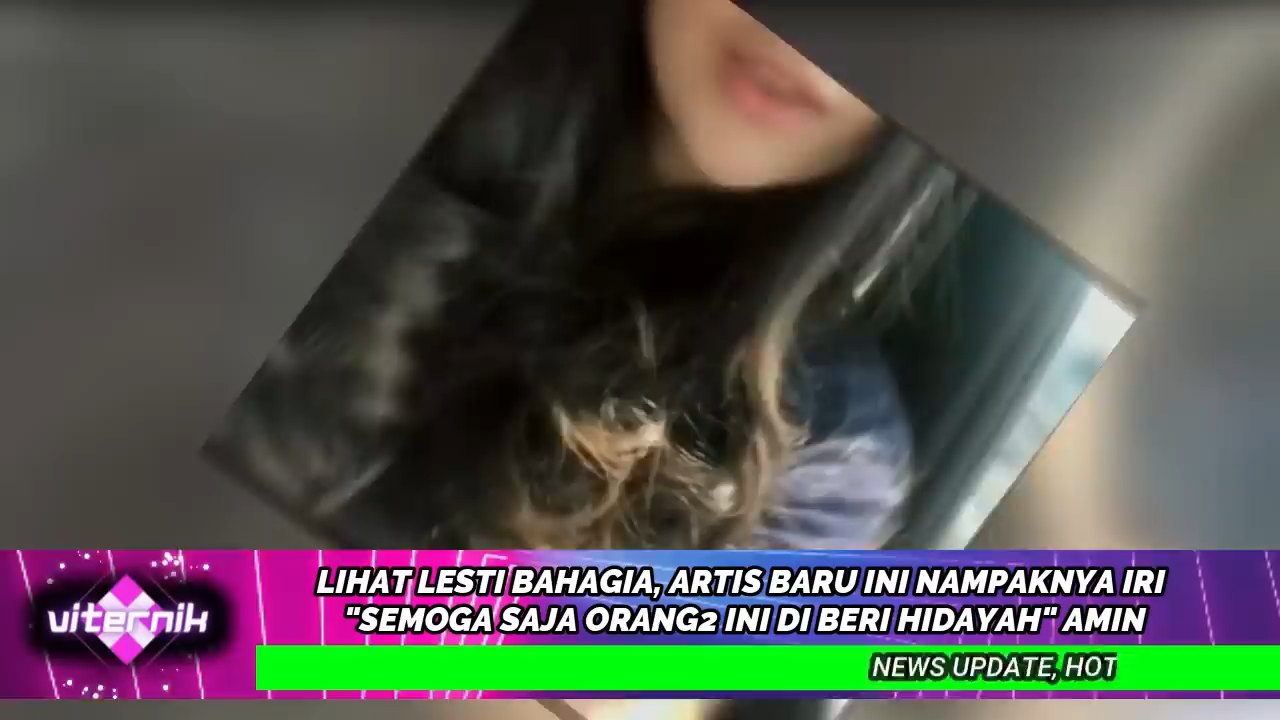 LIHAT LESTI BAHAGIA, ARTIS BARU INI NAMPAKNYA IRI
"SEMOGA SAJA ORANG2 INI DI BERI HIDAYAH" AMIN
viternik
NEWS UPDATE, HOT